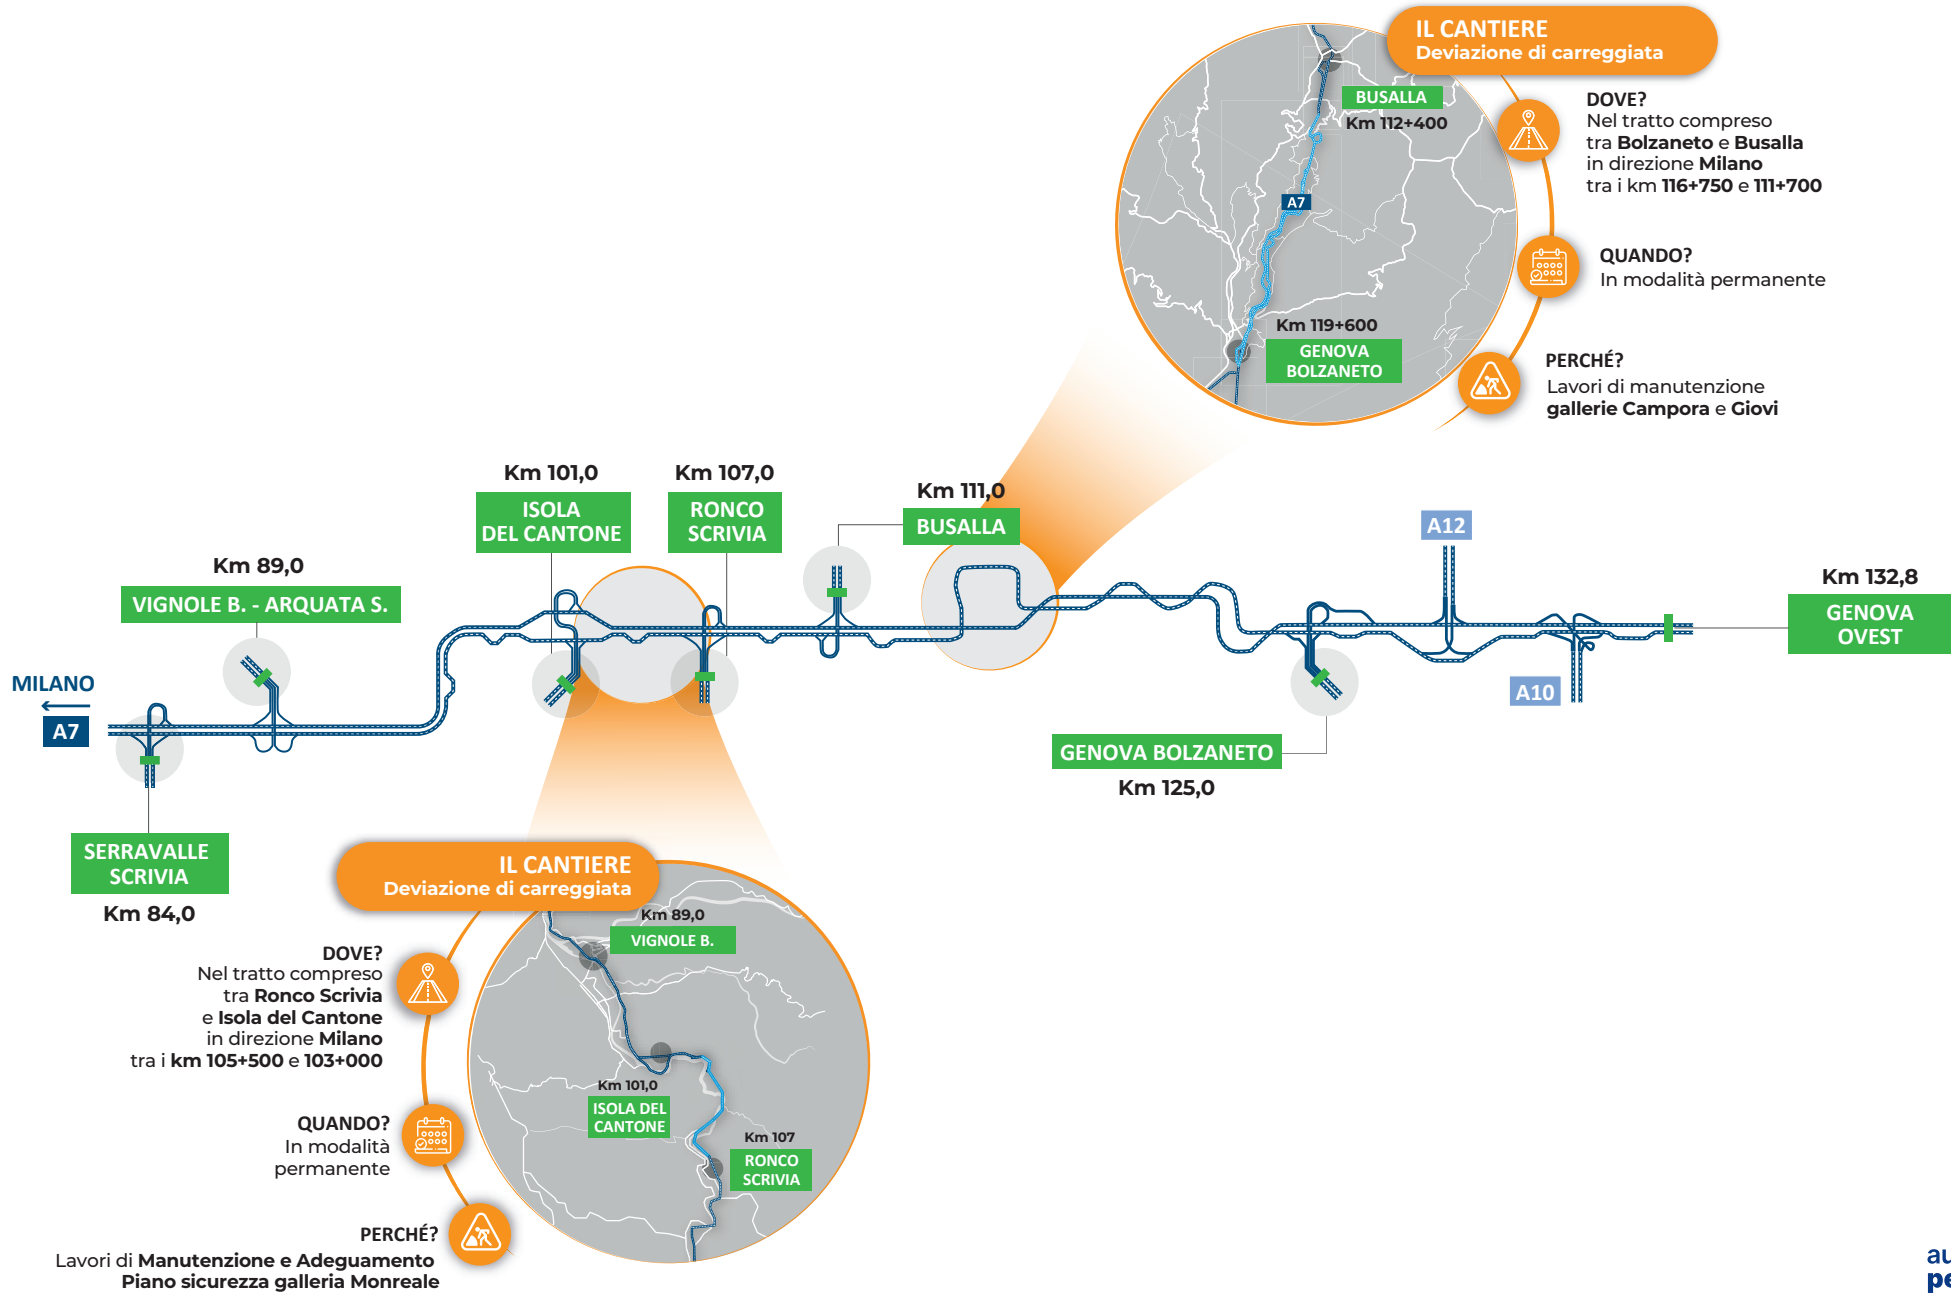 IL CANTIERE
Deviazione di carreggiata
DOVE?
Nel tratto compreso
tra Bolzaneto e Busalla
in direzione Milano
tra i km 116+750 e 111+700
QUANDO?
In modalità permanente
PERCHÉ?
Lavori di manutenzione
gallerie Campora e Giovi
BUSALLA
Km 112+400
A7
Km 119+600
GENOVA
BOLZANETO
Km 101,0
ISOLA
DEL CANTONE
Km 107,0
RONCO
SCRIVIA
Km 111,0
BUSALLA
A12
Km 89,0
VIGNOLE B. - ARQUATA S.
Km 132,8
GENOVA
OVEST
MILANO
A7
A10
GENOVA BOLZANETO
Km 125,0
SERRAVALLE
SCRIVIA
Km 84,0
IL CANTIERE
Deviazione di carreggiata
DOVE?
Nel tratto compreso
tra Ronco Scrivia
e Isola del Cantone
in direzione Milano
tra i km 105+500 e 103+000
QUANDO?
In modalità
permanente
PERCHÉ?
Lavori di Manutenzione e Adeguamento
Piano sicurezza galleria Monreale
Km 89,0
VIGNOLE B.
Km 101,0
ISOLA DEL
CANTONE
Km 107
RONCO
SCRIVIA
au
pe